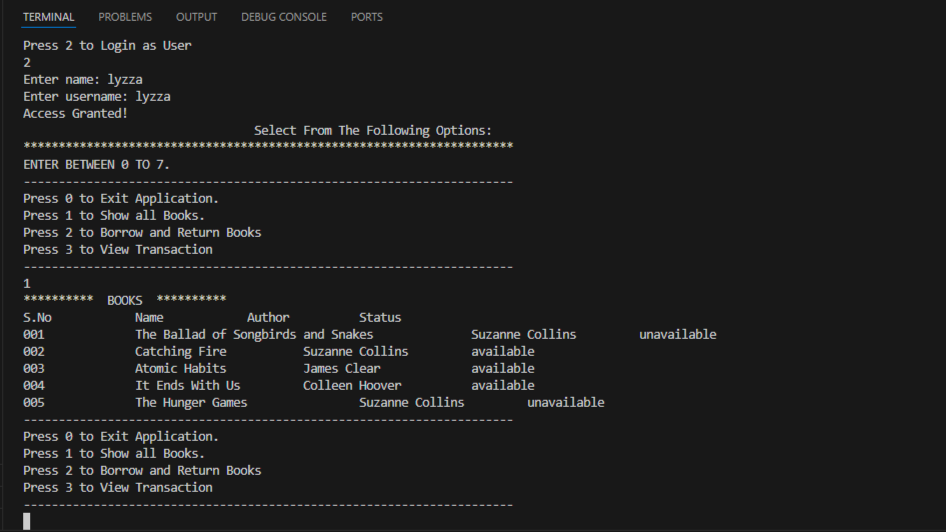 TERMINAL PROBLEMS OUTPUT DEBUG CONSOLE PORTS
Press 2 to Login as User
2
Enter name: lyzza
Enter username: lyzza
Access Granted!
Select From The Following Options:
**********************************************************************
ENTER BETWEEN 0 TO 7.
----------------------------------------------------------------------
Press 0 to Exit Application.
Press 1 to Show all Books.
Press 2 to Borrow and Return Books
Press 3 to View Transaction
----------------------------------------------------------------------
1
********** BOOKS **********
S.No Name Author Status
001 The Ballad of Songbirds and Snakes Suzanne Collins unavailable
002 Catching Fire Suzanne Collins available
003 Atomic Habits James Clear available
004 It Ends With Us Colleen Hoover available
005 The Hunger Games Suzanne Collins unavailable
----------------------------------------------------------------------
Press 0 to Exit Application.
Press 1 to Show all Books.
Press 2 to Borrow and Return Books
Press 3 to View Transaction
----------------------------------------------------------------------